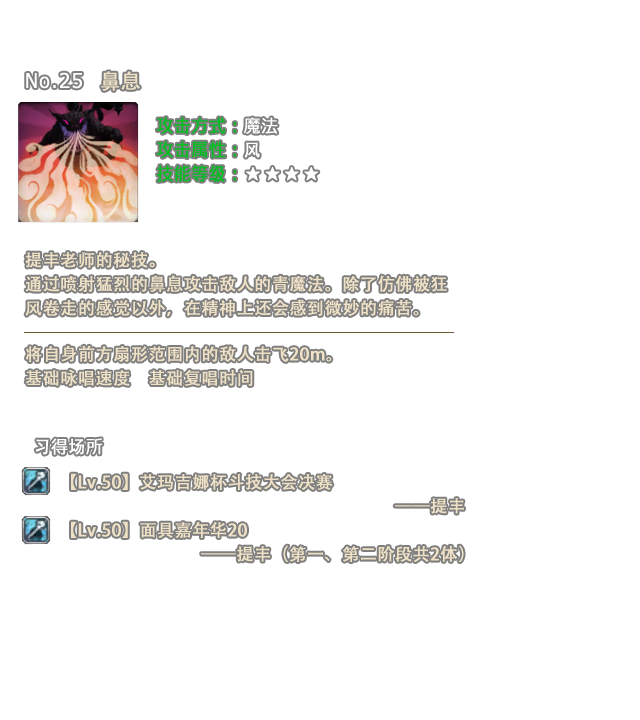 No.25 鼻息
攻击方式：魔法
攻击属性：风
技能等级：☆☆☆☆
提丰老师的秘技。
通过喷射猛烈的鼻息攻击敌人的青魔法。除了仿佛被狂
风卷走的感觉以外，在精神上还会感到微妙的痛苦。
将自身前方扇形范围内的敌人击飞20m。
基础咏唱速度 基础复唱时间
习得场所
【Lv.50】艾玛吉娜杯斗技大会决赛
——提丰
【Lv.50】面具嘉年华20
——提丰（第一、第二阶段共2体）